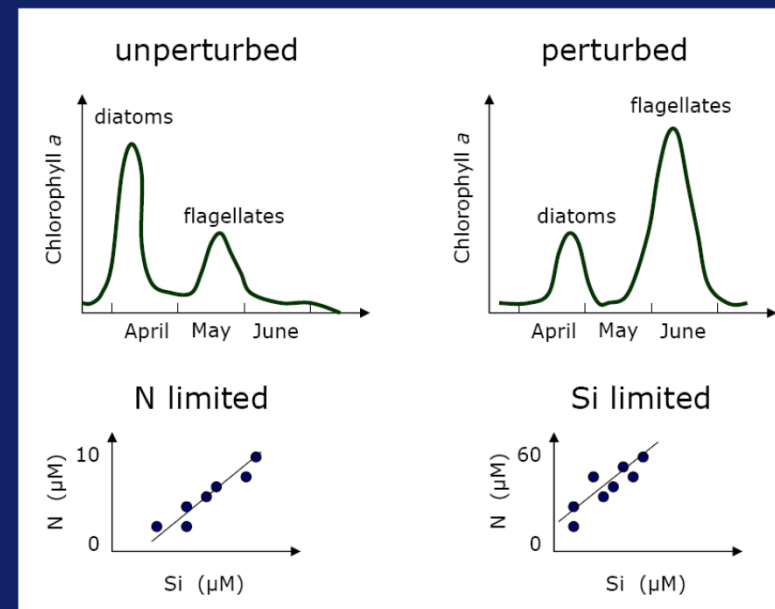 unperturbed
perturbed
diatoms
flagellates
Chlorophyll a
April May June
flagellates
diatoms
Chlorophyll a
April May June
N limited
Si limited
10
N (μM)
0
Si (μM)
60
N (μM)
0
Si (μM)